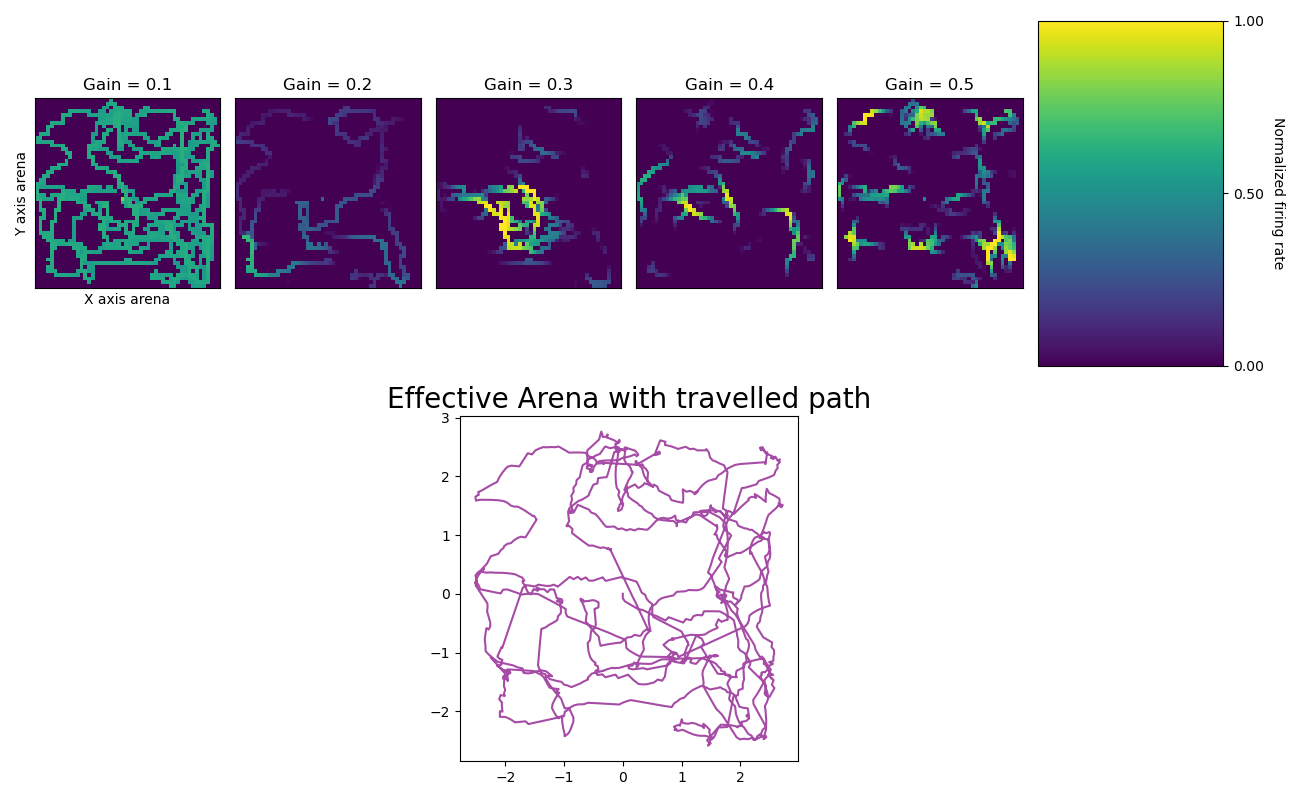 Gain = 0.1
Gain = 0.2
Gain = 0.3
Gain = 0.4
Gain = 0.5
Y axis arena
X axis arena
1.00
0.50
0.00
Normalized firing rate
Effective Arena with travelled path
3
2
1
0
−1
−2
−2 −1 0 1 2